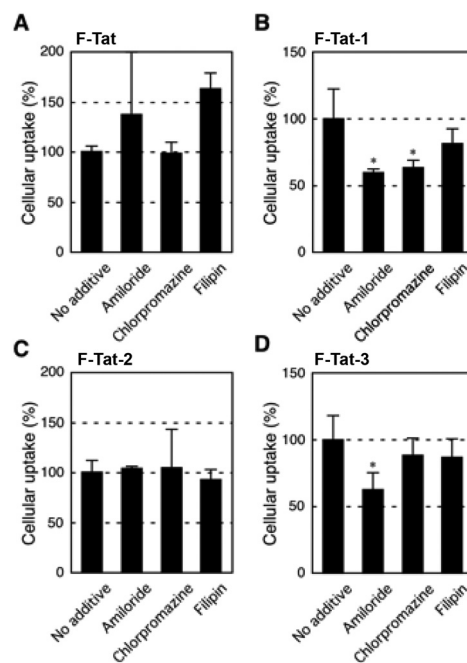 A
F-Tat
Cellular uptake (%)
200
150
100
50
0
No additive
Amiloride
Chlorpromazine
Filipin
B
F-Tat-1
Cellular uptake (%)
150
100
50
0
*
*
No additive
Amiloride
Chlorpromazine
Filipin
C
F-Tat-2
Cellular uptake (%)
200
150
100
50
0
No additive
Amiloride
Chlorpromazine
Filipin
D
F-Tat-3
Cellular uptake (%)
150
100
50
0
*
No additive
Amiloride
Chlorpromazine
Filipin